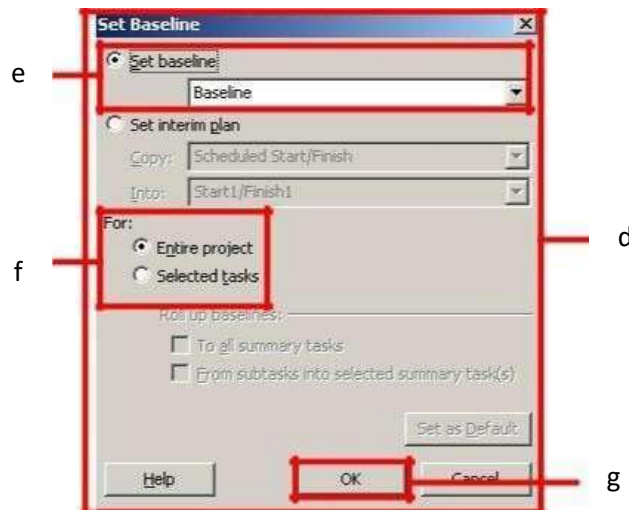 Set Baseline
e
Set baseline
Baseline
Set interim plan
Copy: Scheduled Start/Finish
Into: Start1/Finish1
For:
d
Entire project
f
Selected tasks
Roll up baselines:
To all summary tasks
From subtasks into selected summary task(s)
Set as Default
Help OK Cancel
g